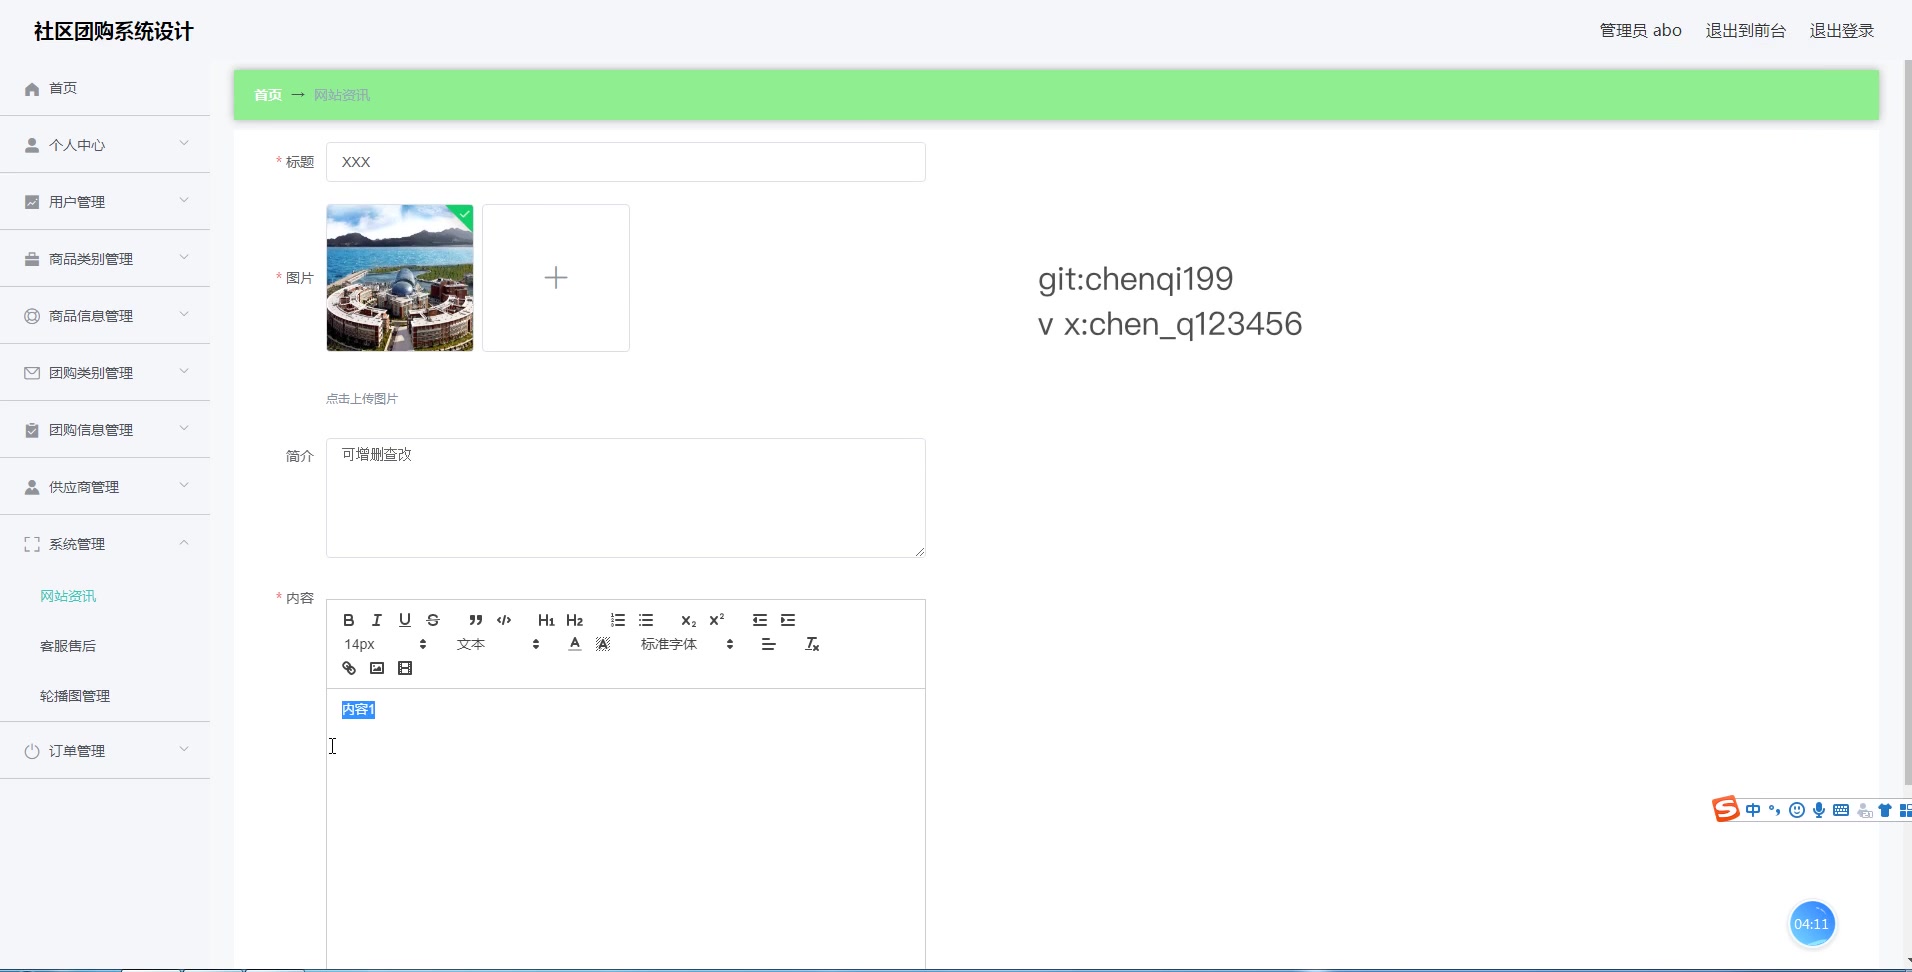 社区团购系统设计
管理员 abo 退出到前台 退出登录
首页
个人中心
用户管理
商品类别管理
商品信息管理
团购类别管理
团购信息管理
供应商管理
系统管理
网站资讯
客服售后
轮播图管理
订单管理
首页 → 网站资讯
* 标题 XXX
* 图片
点击上传图片
git:chenqi199
v x:chen_q123456
简介 可增删查改
* 内容
B I U S H1 H2 x2 x2
14px 文本 A A 标准字体 Tx
内容1
S 中
04:11